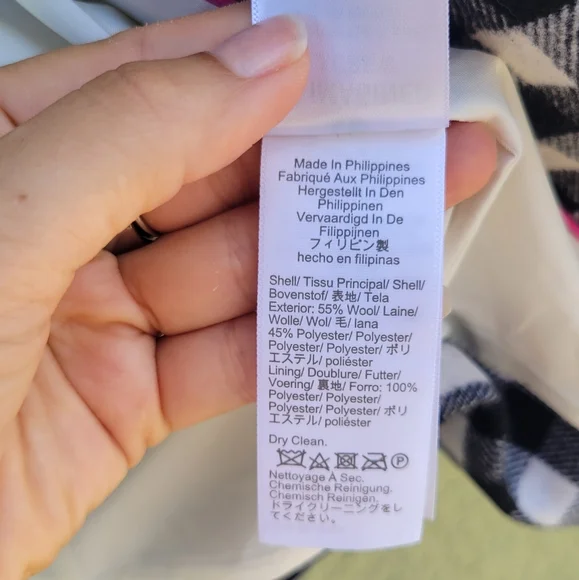 Made In Philippines
Fabriqué Aux Philippines
Hergestellt In Den
Philippinen
Vervaardigd In De
Filippijnen
フィリピン製
hecho en filipinas
Shell/ Tissu Principal/ Shell/
Bovenstof/ 表地/ Tela
Exterior: 55% Wool/ Laine/
Wolle/ Wol/ 毛/ lana
45% Polyester/ Polyester/
Polyester/ Polyester/ ポリ
エステル/ poliéster
Lining/ Doublure/ Futter/
Voering/ 裏地/ Forro: 100%
Polyester/ Polyester/
Polyester/ Polyester/ ポリ
エステル/ poliéster
Dry Clean.
P
Nettoyage À Sec.
Chemische Reinigung.
Chemisch Reinigen.
ドライクリーニングをし
てください.